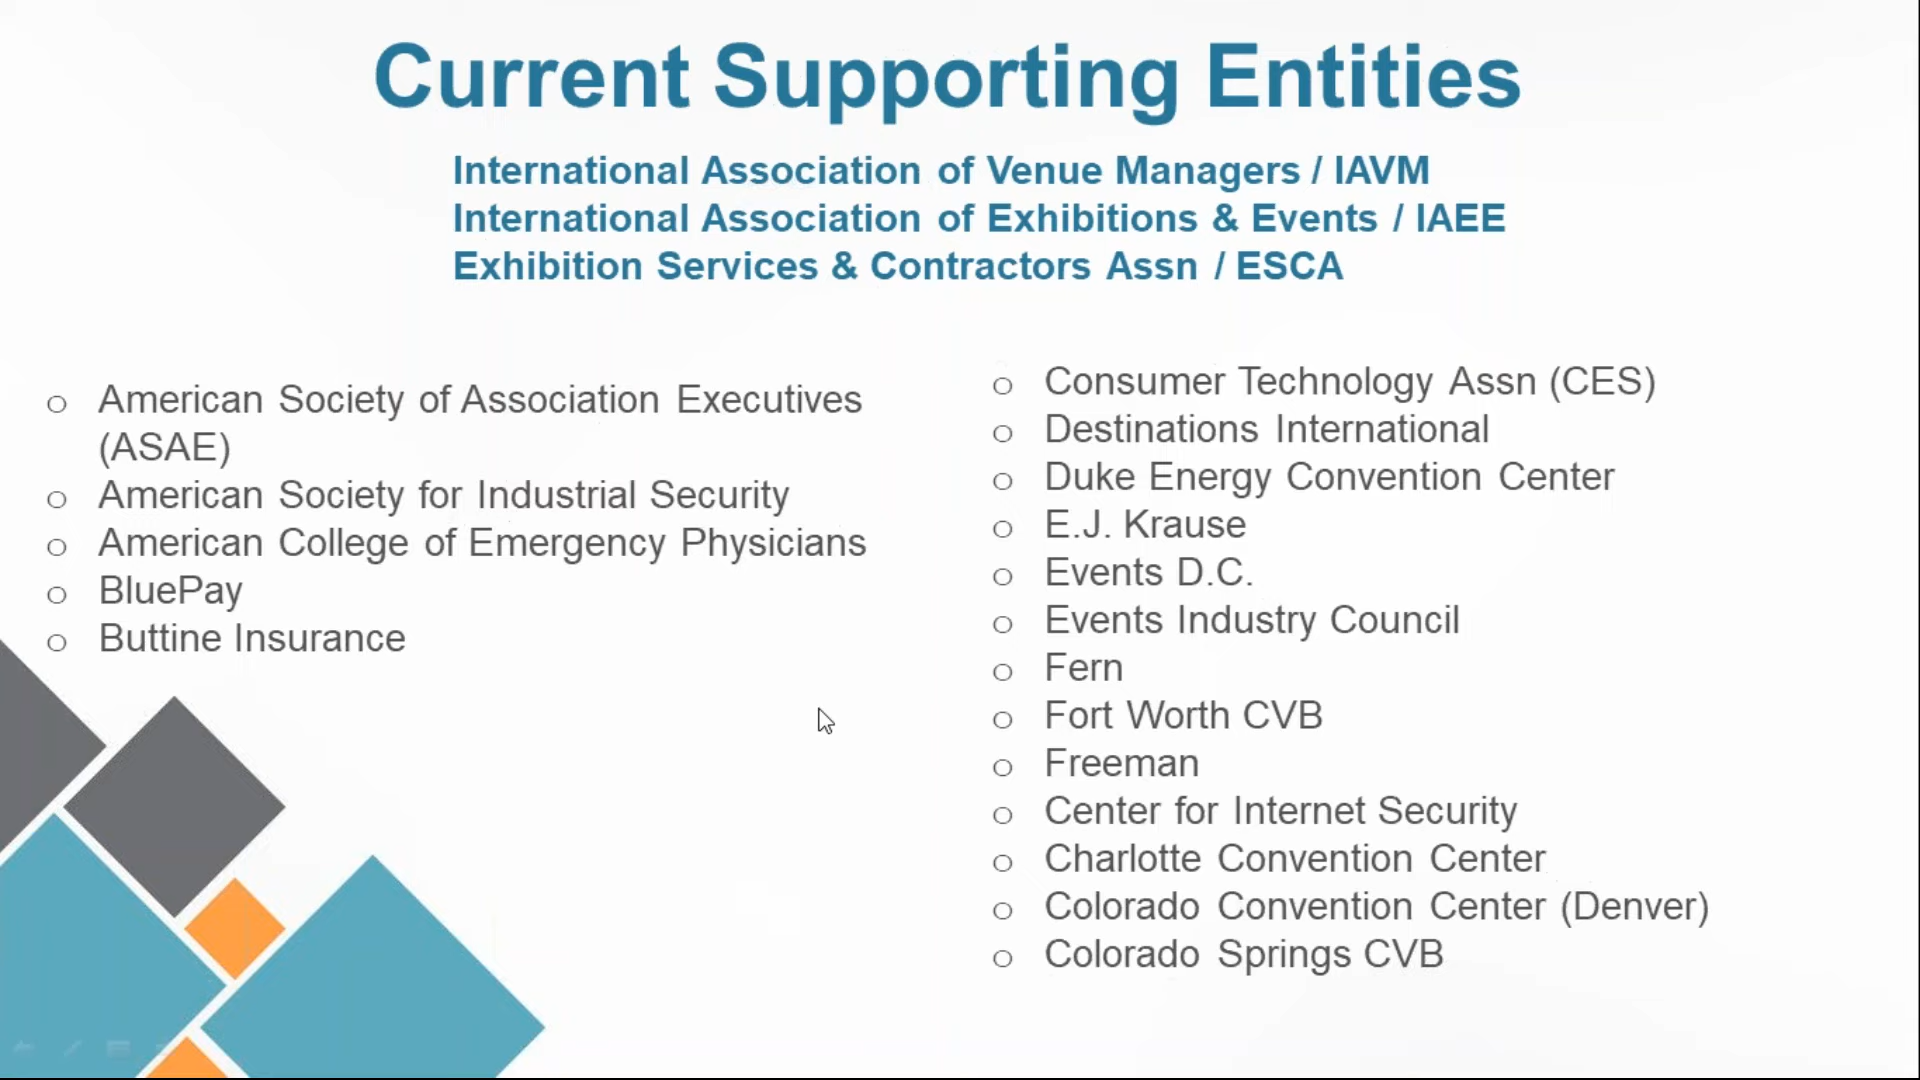 Current Supporting Entities
International Association of Venue Managers / IAVM
International Association of Exhibitions & Events / IAEE
Exhibition Services & Contractors Assn / ESCA
American Society of Association Executives
(ASAE)
American Society for Industrial Security
American College of Emergency Physicians
BluePay
Buttine Insurance
Consumer Technology Assn (CES)
Destinations International
Duke Energy Convention Center
E.J. Krause
Events D.C.
Events Industry Council
Fern
Fort Worth CVB
Freeman
Center for Internet Security
Charlotte Convention Center
Colorado Convention Center (Denver)
Colorado Springs CVB